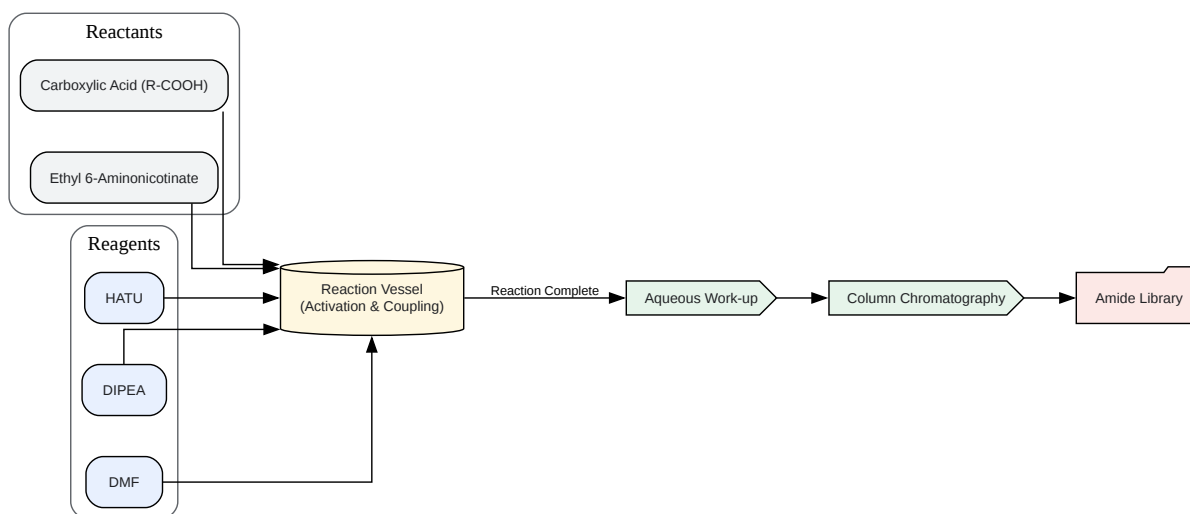 Reactants
Carboxylic Acid (R-COOH)
Ethyl 6-Aminonicotinate
Reagents
HATU
DIPEA
DMF
Reaction Vessel
(Activation & Coupling)
Reaction Complete
Aqueous Work-up
Column Chromatography
Amide Library